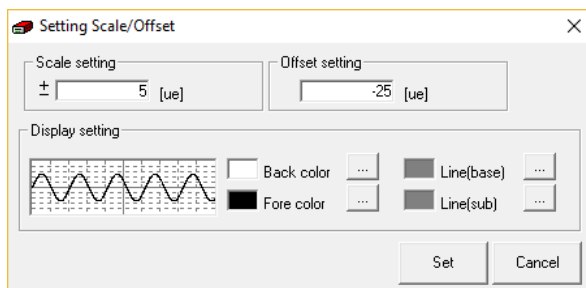 Setting Scale/Offset
Scale setting
± 5 [ue]
Offset setting
-25 [ue]
Display setting
Back color ... Line(base) ...
Fore color ... Line(sub) ...
Set Cancel